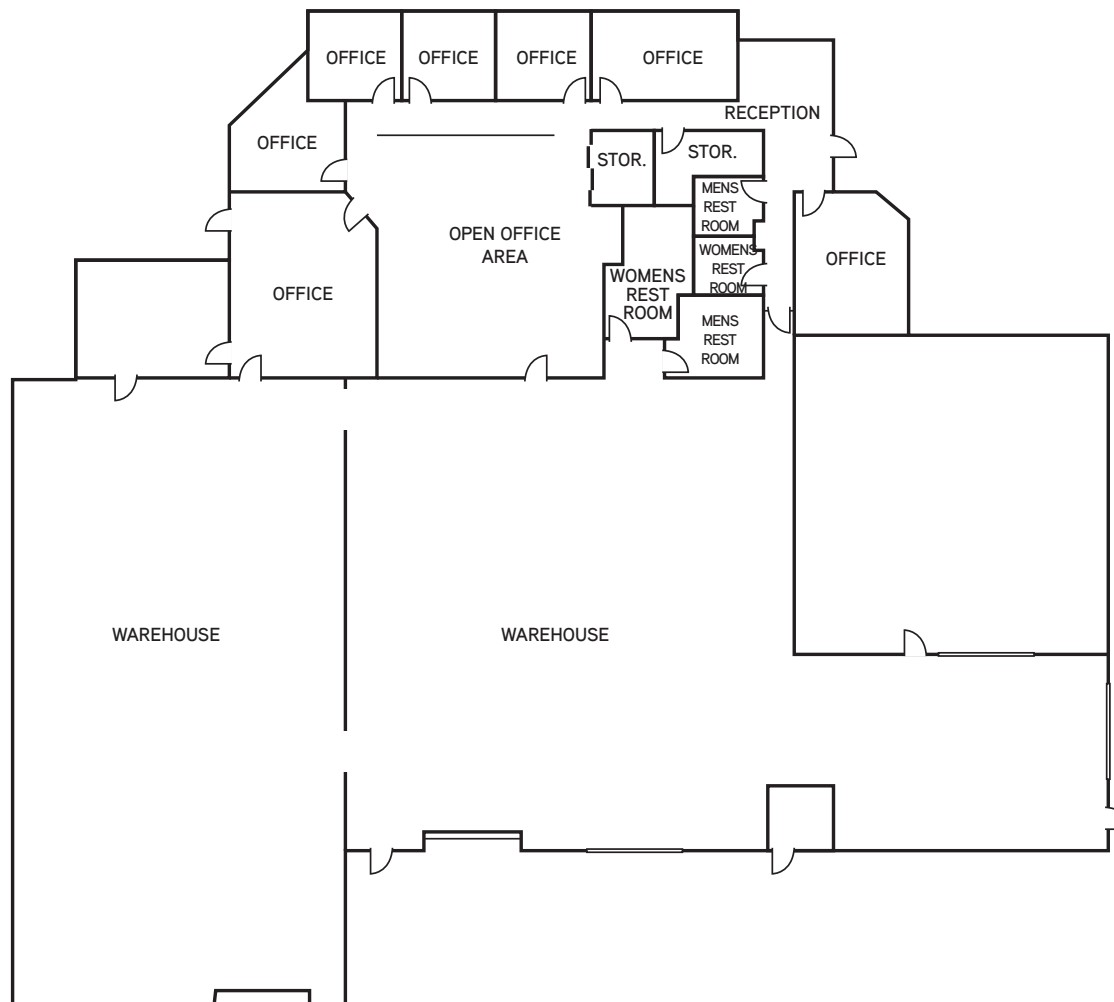 OFFICE
OFFICE
OFFICE
OFFICE
RECEPTION
OFFICE
STOR.
STOR.
MENS
REST
ROOM
OPEN OFFICE
AREA
WOMENS
REST
ROOM
WOMENS
REST
ROOM
OFFICE
OFFICE
MENS
REST
ROOM
WAREHOUSE
WAREHOUSE